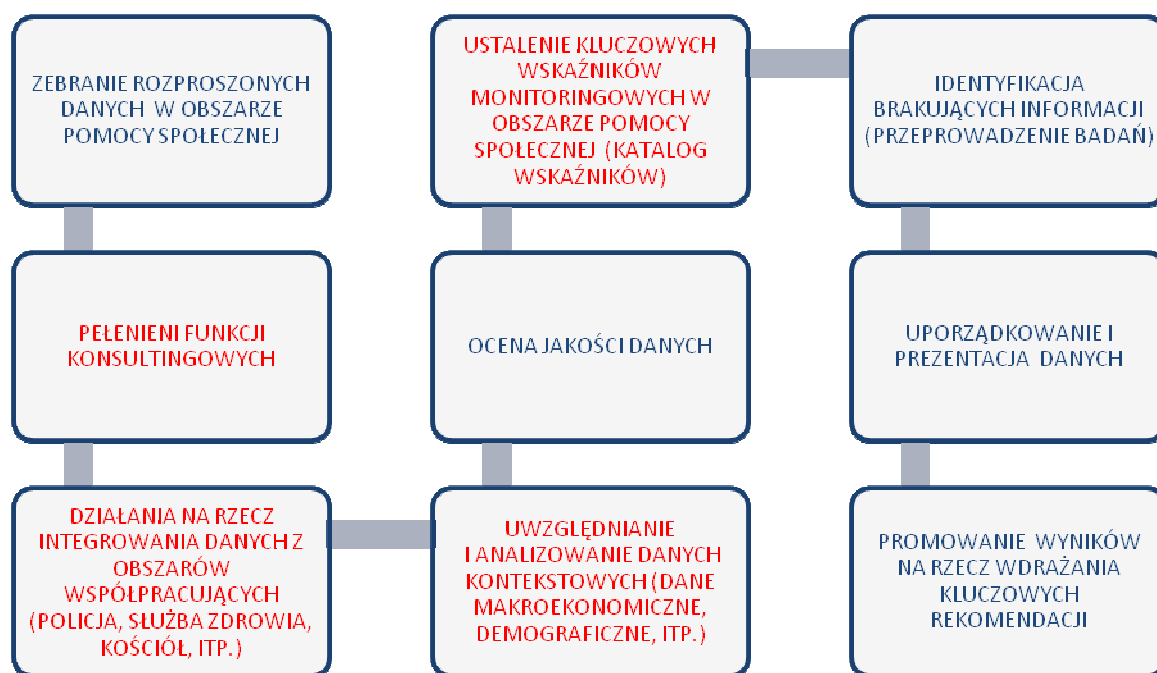 ZEBRANIE ROZPROSZONYCH
DANYCH W OBSZARZE
POMOCY SPOŁECZNEJ
PEŁENIENI FUNKCJI
KONSULTINGOWYCH
DZIAŁANIA NA RZECZ
INTEGROWANIA DANYCH Z
OBSZARÓW
WSPÓŁPRACUJĄCYCH
(POLICJA, SŁUŻBA ZDROWIA,
KOŚCIÓŁ, ITP.)
UWZGLĘDNIANIE
I ANALIZOWANIE DANYCH
KONTEKSTOWYCH (DANE
MAKROEKONOMICZNE,
DEMOGRAFICZNE, ITP.)
OCENA JAKOŚCI DANYCH
USTALENIE KLUCZOWYCH
WSKAŹNIKÓW
MONITORINGOWYCH W
OBSZARZE POMOCY
SPOŁECZNEJ (KATALOG
WSKAŹNIKÓW)
IDENTYFIKACJA
BRAKUJĄCYCH INFORMACJI
(PRZEPROWADZENIE BADAŃ)
UPORZĄDKOWANIE I
PREZENTACJA DANYCH
PROMOWANIE WYNIKÓW
NA RZECZ WDRAŻANIA
KLUCZOWYCH
REKOMENDACJI